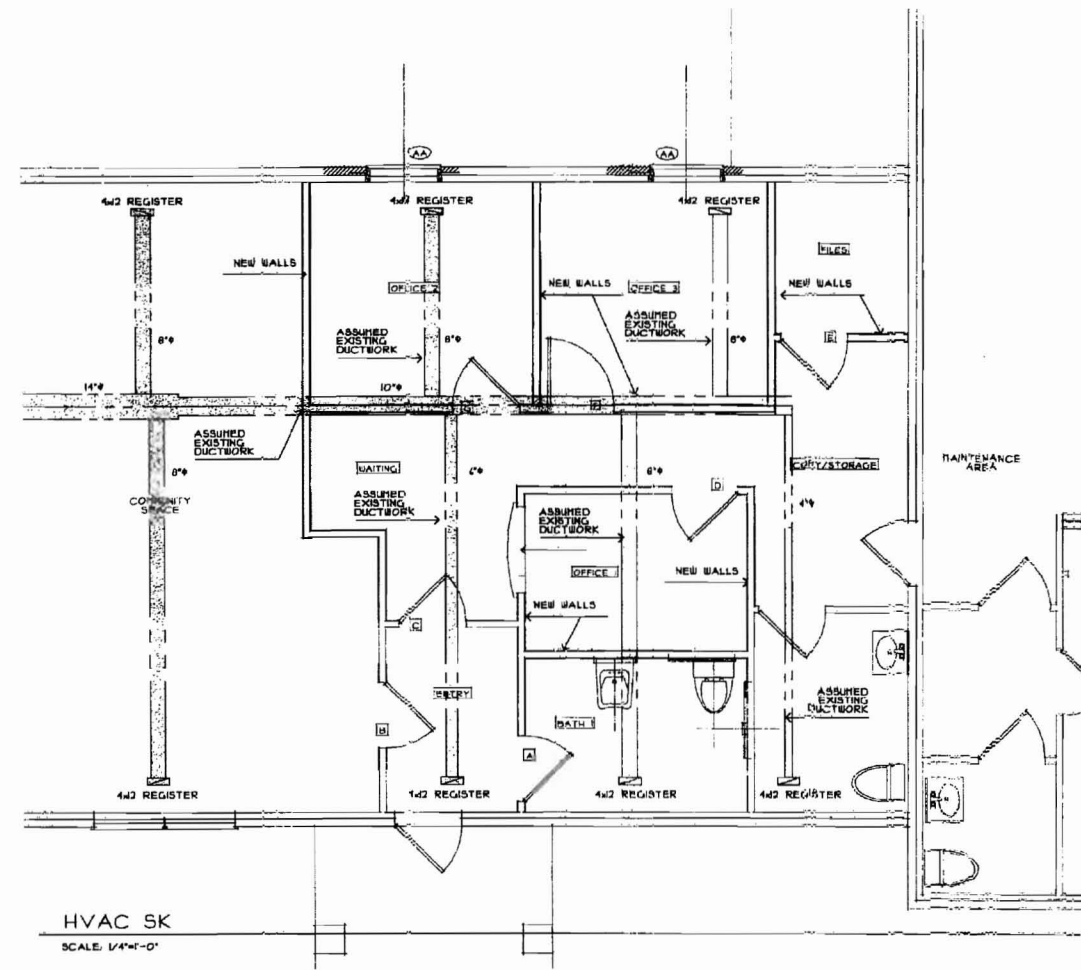 AA
AA
4x12 REGISTER
4x12 REGISTER
4x12 REGISTER
FILES
NEW WALLS
OFFICE 2
NEW WALLS
OFFICE 3
NEW WALLS
ASSUMED
EXISTING
DUCTWORK
ASSUMED
EXISTING
DUCTWORK
8"φ
8"φ
6"φ
E
14"φ
10"φ
ASSUMED
EXISTING
DUCTWORK
8"φ
WAITING
6"φ
6"φ
COPY/STORAGE
MAINTENANCE
AREA
COMMUNITY
SPACE
ASSUMED
EXISTING
DUCTWORK
D
4"φ
ASSUMED
EXISTING
DUCTWORK
OFFICE 1
NEW WALLS
NEW WALLS
C
ENTRY
BATH 1
ASSUMED
EXISTING
DUCTWORK
B
A
4x12 REGISTER
4x12 REGISTER
4x12 REGISTER
4x12 REGISTER
HVAC SK
SCALE: 1/4"=1'-0"